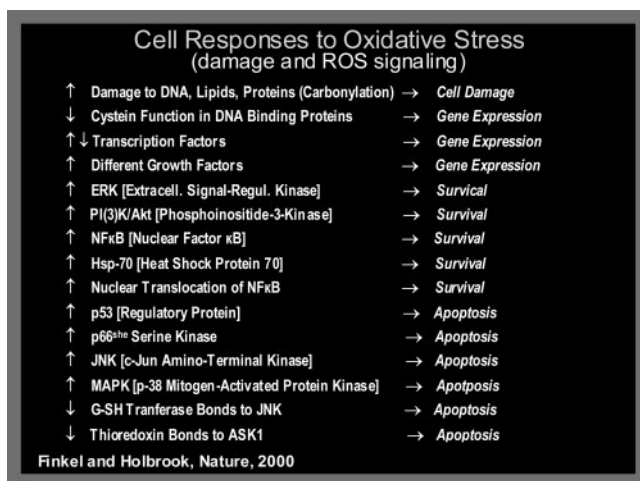 Cell Responses to Oxidative Stress
(damage and ROS signaling)
↑ Damage to DNA, Lipids, Proteins (Carbonylation) → Cell Damage
↓ Cystein Function in DNA Binding Proteins → Gene Expression
↑↓ Transcription Factors → Gene Expression
↑ Different Growth Factors → Gene Expression
↑ ERK [Extracell. Signal-Regul. Kinase] → Survical
↑ PI(3)K/Akt [Phosphoinositide-3-Kinase] → Survival
↑ NFκB [Nuclear Factor κB] → Survival
↑ Hsp-70 [Heat Shock Protein 70] → Survival
↑ Nuclear Translocation of NFκB → Survival
↑ p53 [Regulatory Protein] → Apoptosis
↑ p66she Serine Kinase → Apoptosis
↑ JNK [c-Jun Amino-Terminal Kinase] → Apoptosis
↑ MAPK [p-38 Mitogen-Activated Protein Kinase] → Apotposis
↓ G-SH Tranferase Bonds to JNK → Apoptosis
↓ Thioredoxin Bonds to ASK1 → Apoptosis
Finkel and Holbrook, Nature, 2000